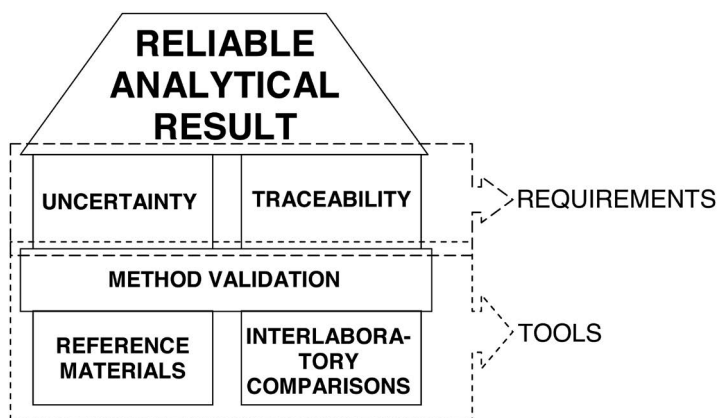 RELIABLE
ANALYTICAL
RESULT
UNCERTAINTY
TRACEABILITY
REQUIREMENTS
METHOD VALIDATION
REFERENCE
MATERIALS
INTERLABORA-
TORY
COMPARISONS
TOOLS